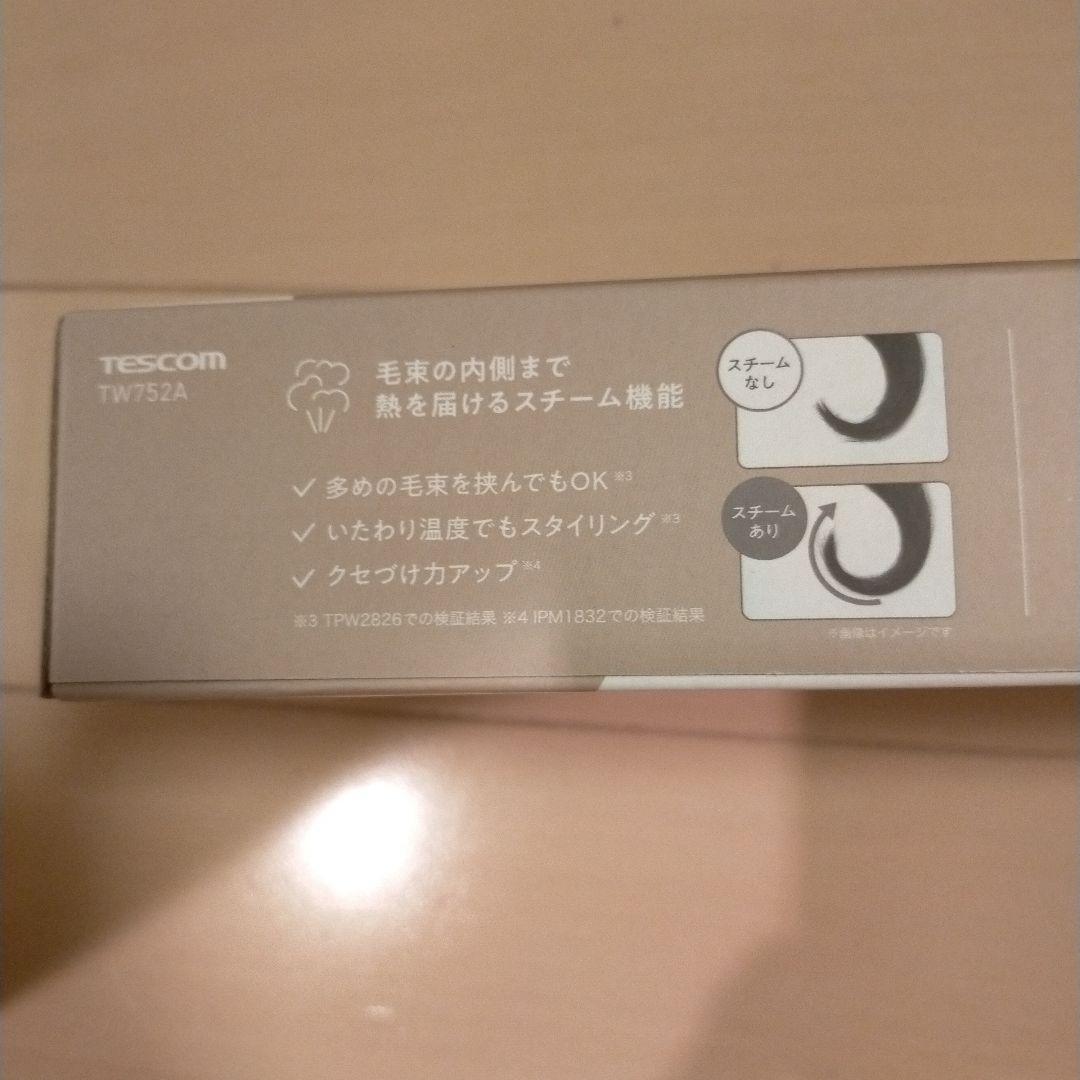 TESCOM
TW752A
毛束の内側まで
熱を届けるスチーム機能
✓ 多めの毛束を挟んでもOK ※3
✓ いたわり温度でもスタイリング ※3
✓ クセづけ力アップ ※4
※3 TPW2826での検証結果 ※4 IPM1832での検証結果
スチーム
なし
スチーム
あり
※画像はイメージです